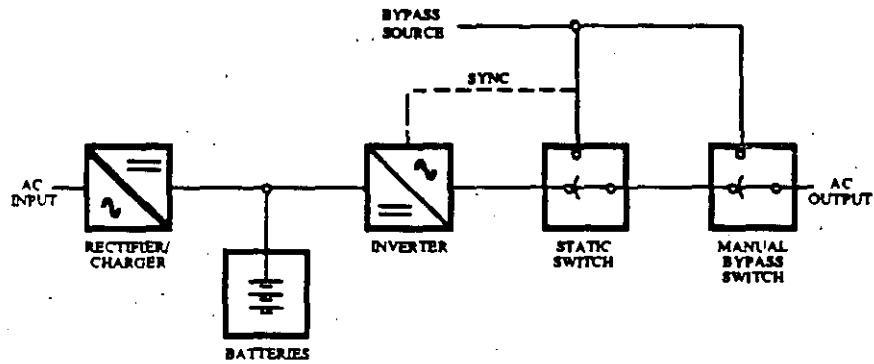 BYPASS
SOURCE
SYNC
AC
INPUT
AC
OUTPUT
RECTIFIER/
CHARGER
INVERTER
STATIC
SWITCH
MANUAL
BYPASS
SWITCH
BATTERIES